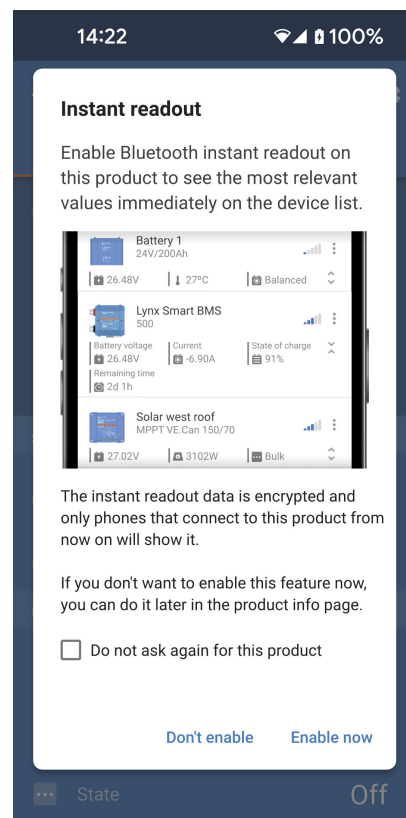 14:22
100%
Instant readout
Enable Bluetooth instant readout on
this product to see the most relevant
values immediately on the device list.
Battery 1
24V/200Ah
26.48V
27ºC
Balanced
Lynx Smart BMS
500
Battery voltage
Current
State of charge
26.48V
-6.90A
91%
Remaining time
2d 1h
Solar west roof
MPPT VE.Can 150/70
27.02V
3102W
Bulk
The instant readout data is encrypted and
only phones that connect to this product from
now on will show it.
If you don't want to enable this feature now,
you can do it later in the product info page.
Do not ask again for this product
Don't enable
Enable now
State
Off